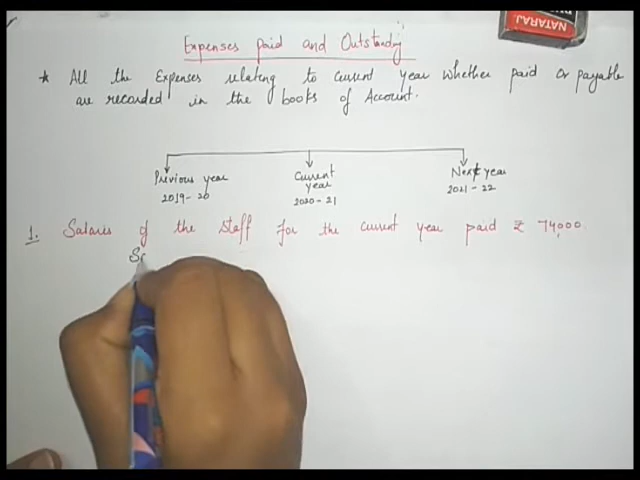 NATARAJ
Expenses paid and Outstanding
* All the Expenses relating to current year whether paid or payable
are recorded in the books of Account.
Previous year
2019-20
Current
year
2020-21
Next year
2021-22
1. Salaries of the staff for the current year paid ₹ 74,000.
Sa